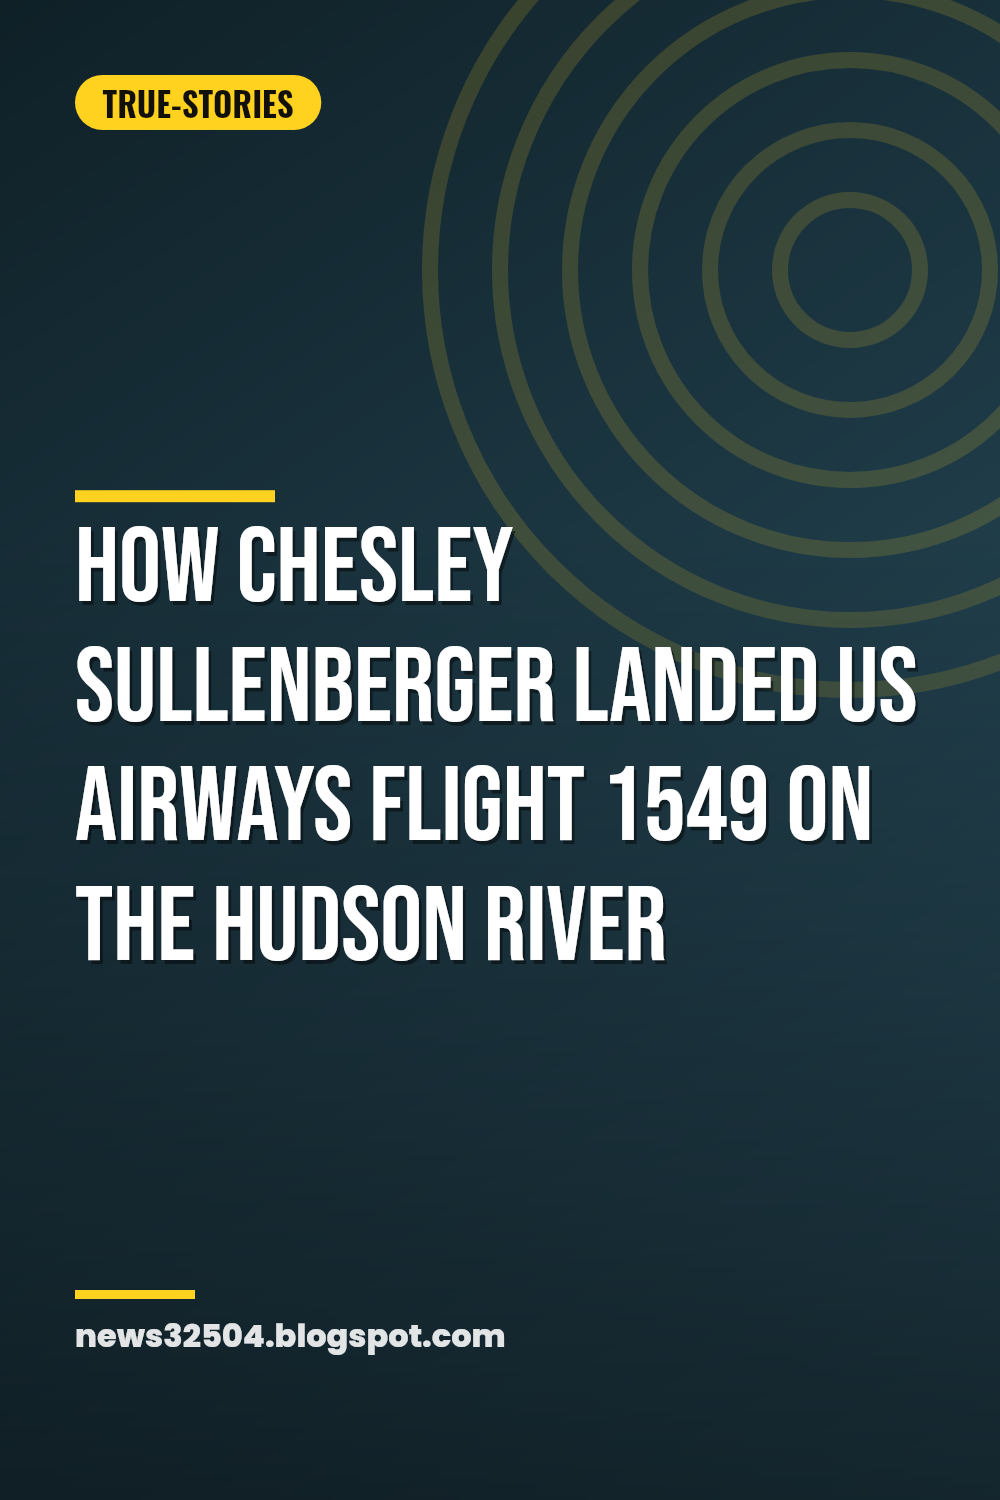 TRUE-STORIES
HOW CHESLEY
SULLENBERGER LANDED US
AIRWAYS FLIGHT 1549 ON
THE HUDSON RIVER
news32504.blogspot.com